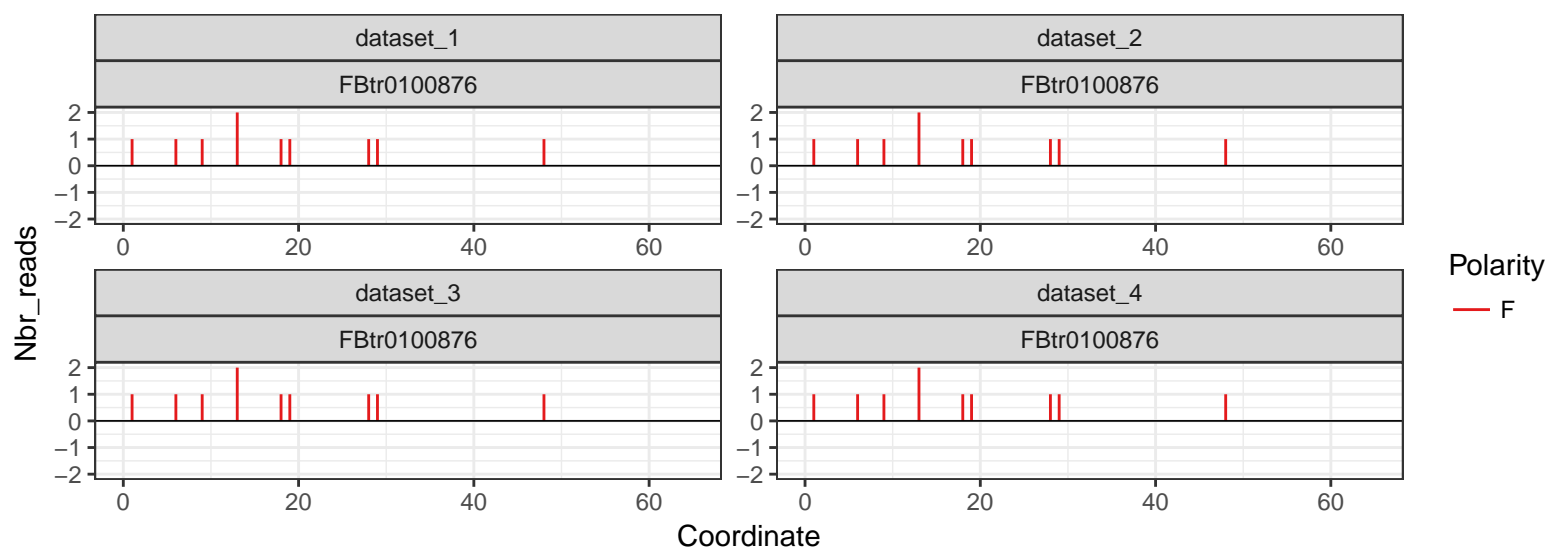 dataset_1
FBtr0100876
2
1
0
−1
−2
0 20 40 60
dataset_2
FBtr0100876
2
1
0
−1
−2
0 20 40 60
dataset_3
FBtr0100876
2
1
0
−1
−2
0 20 40 60
dataset_4
FBtr0100876
2
1
0
−1
−2
0 20 40 60
Nbr_reads
Coordinate
Polarity
F